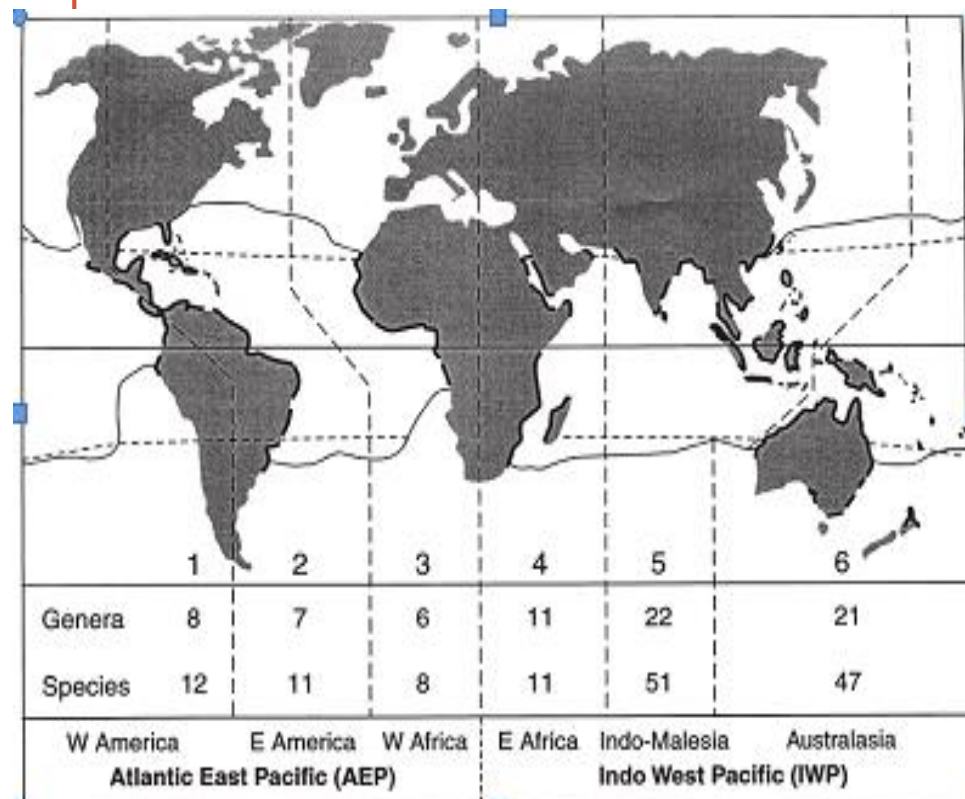 1 2 3 4 5 6
Genera 8 7 6 11 22 21
Species 12 11 8 11 51 47
W America E America W Africa E Africa Indo-Malesia Australasia
Atlantic East Pacific (AEP) Indo West Pacific (IWP)